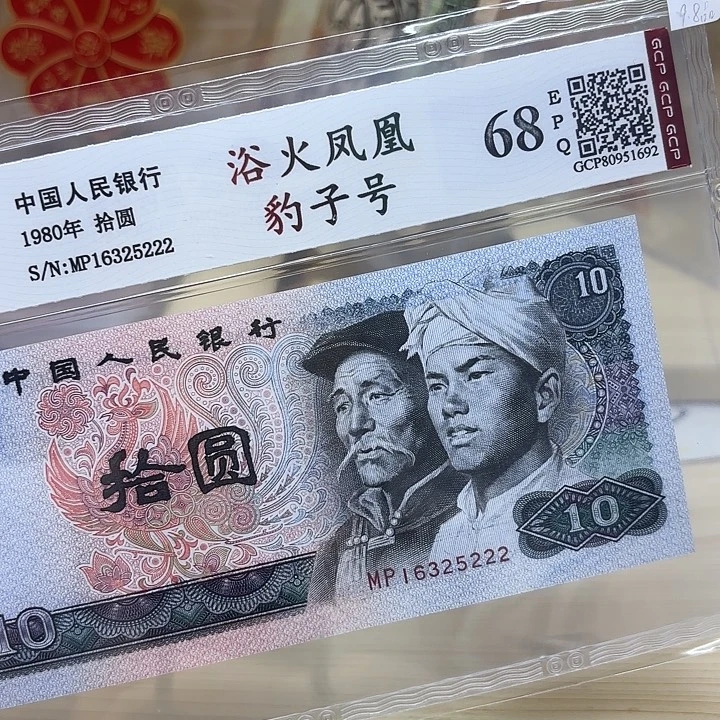 9.8
GCP GCP GCP
中国人民银行
1980年 拾圆
S/N:MP16325222
浴火凤凰
豹子号
68
EPQ
GCP80951692
中国人民银行
拾圆
10
10
10
MP16325222